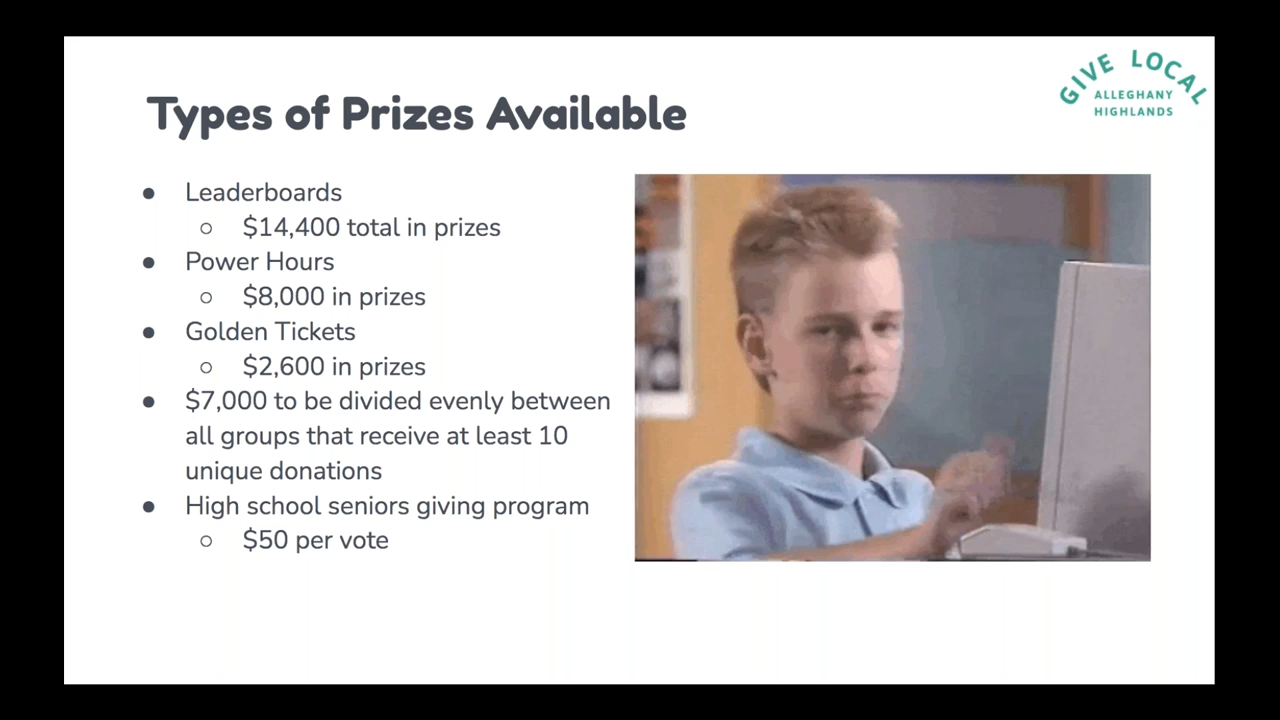 GIVE LOCAL
ALLEGHANY
HIGHLANDS
Types of Prizes Available
● Leaderboards
○ $14,400 total in prizes
● Power Hours
○ $8,000 in prizes
● Golden Tickets
○ $2,600 in prizes
● $7,000 to be divided evenly between
all groups that receive at least 10
unique donations
● High school seniors giving program
○ $50 per vote